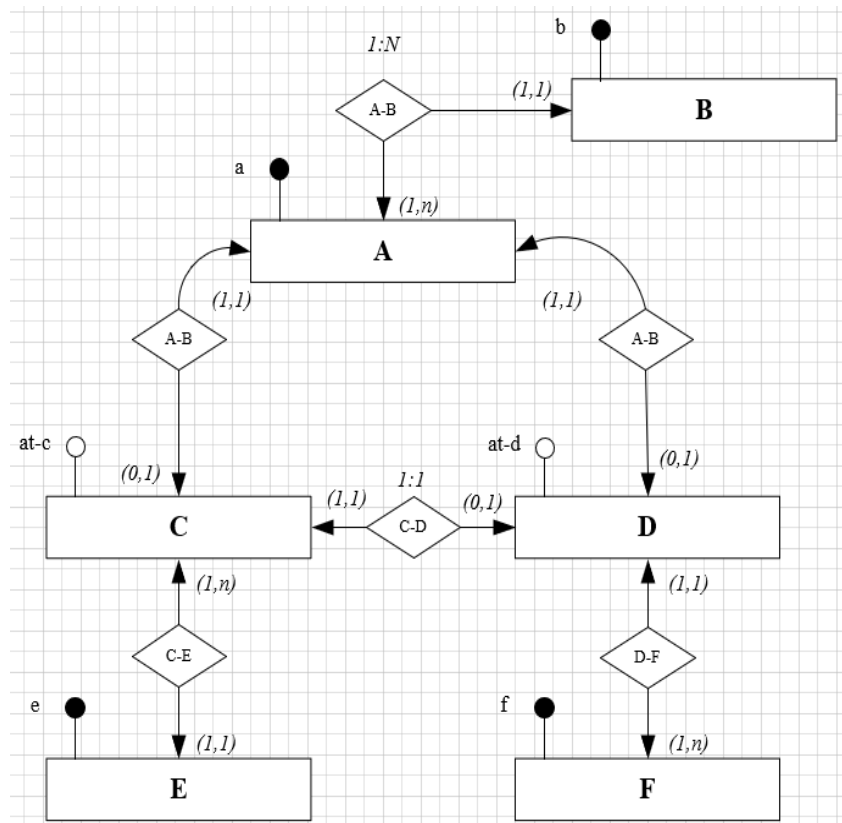 b
1:N
A-B
(1,1)
B
a
(1,n)
A
(1,1)
(1,1)
A-B
A-B
at-c
at-d
(0,1)
(0,1)
1:1
(1,1)
(0,1)
C
C-D
D
(1,n)
(1,1)
C-E
D-F
e
f
(1,1)
(1,n)
E
F